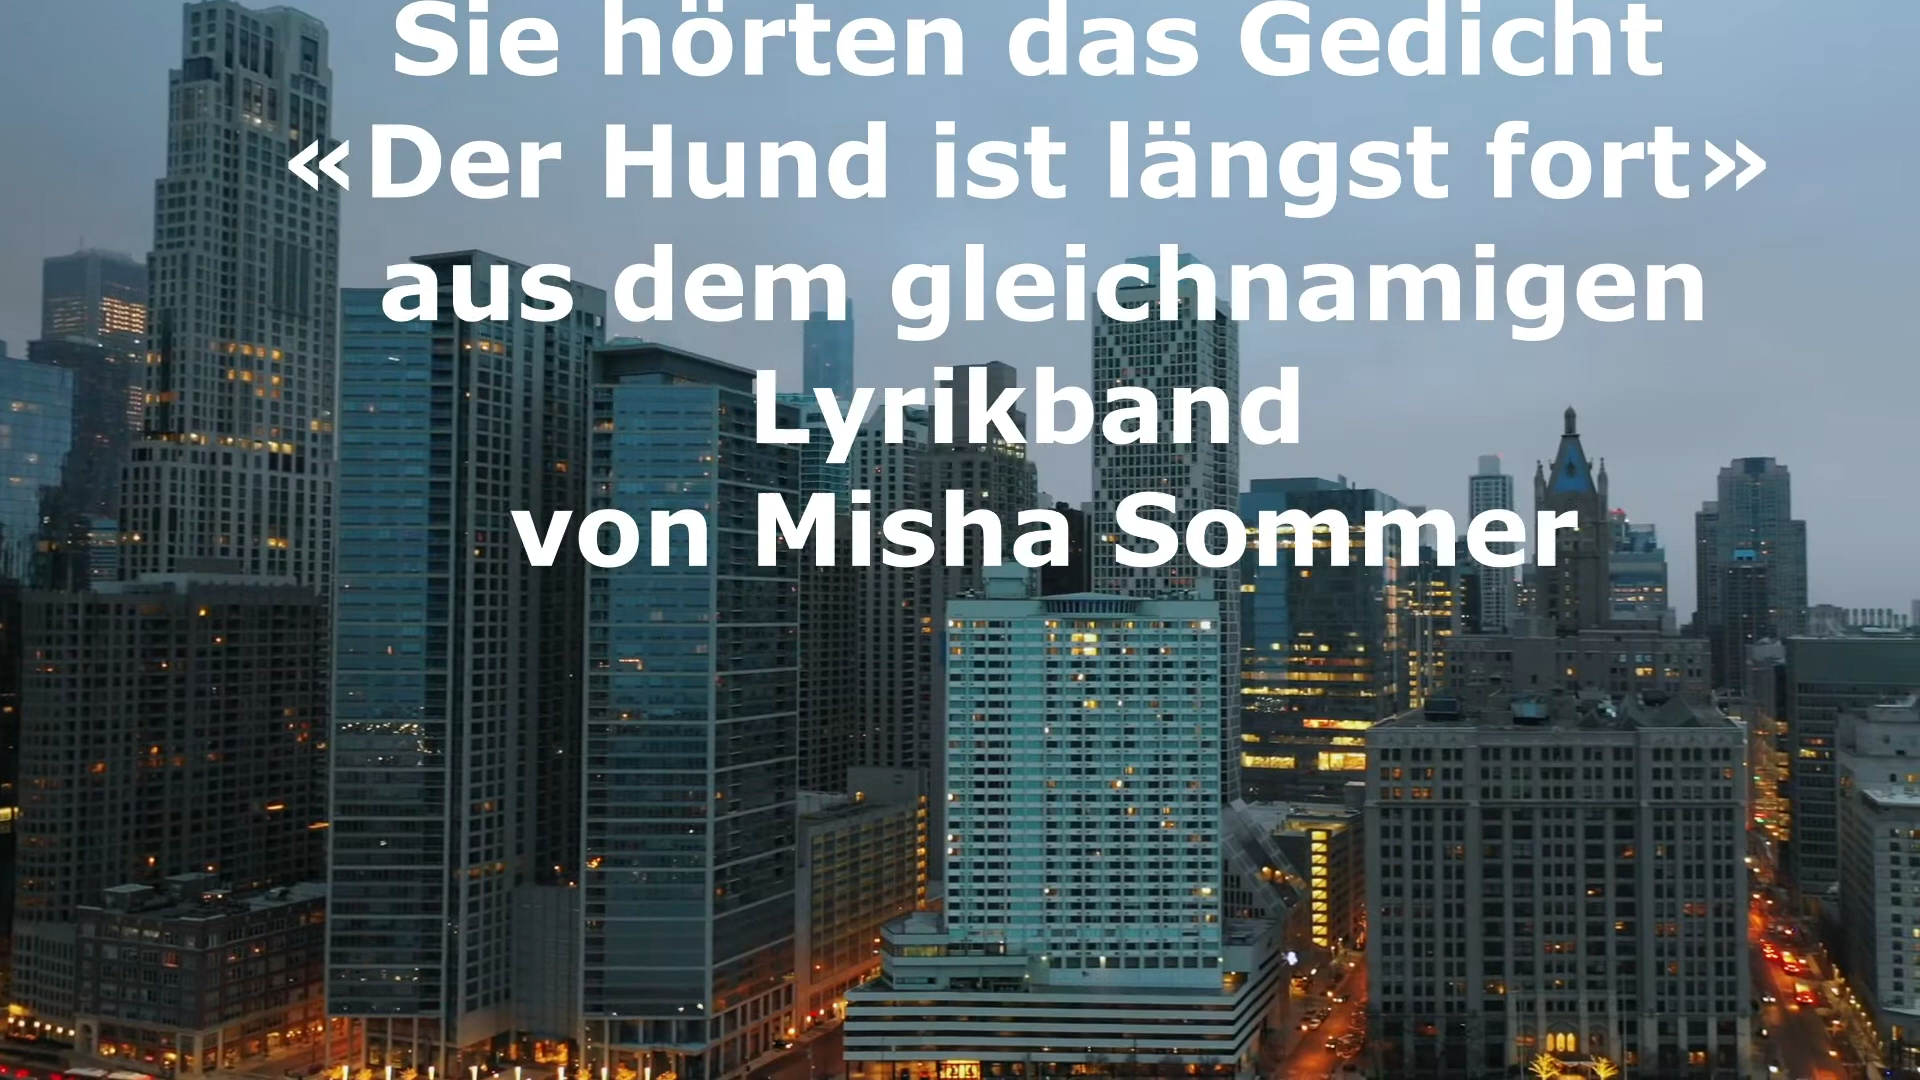 Sie hörten das Gedicht
«Der Hund ist längst fort»
aus dem gleichnamigen
Lyrikband
von Misha Sommer